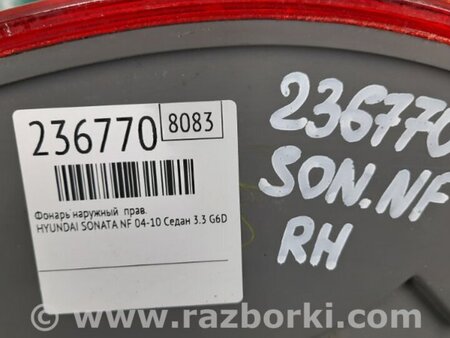 236770 8083
Фонарь наружный прав.
HYUNDAI SONATA NF 04-10 Седан 3.3 G6D
236770
SON.NF
RH
www.razborki.com